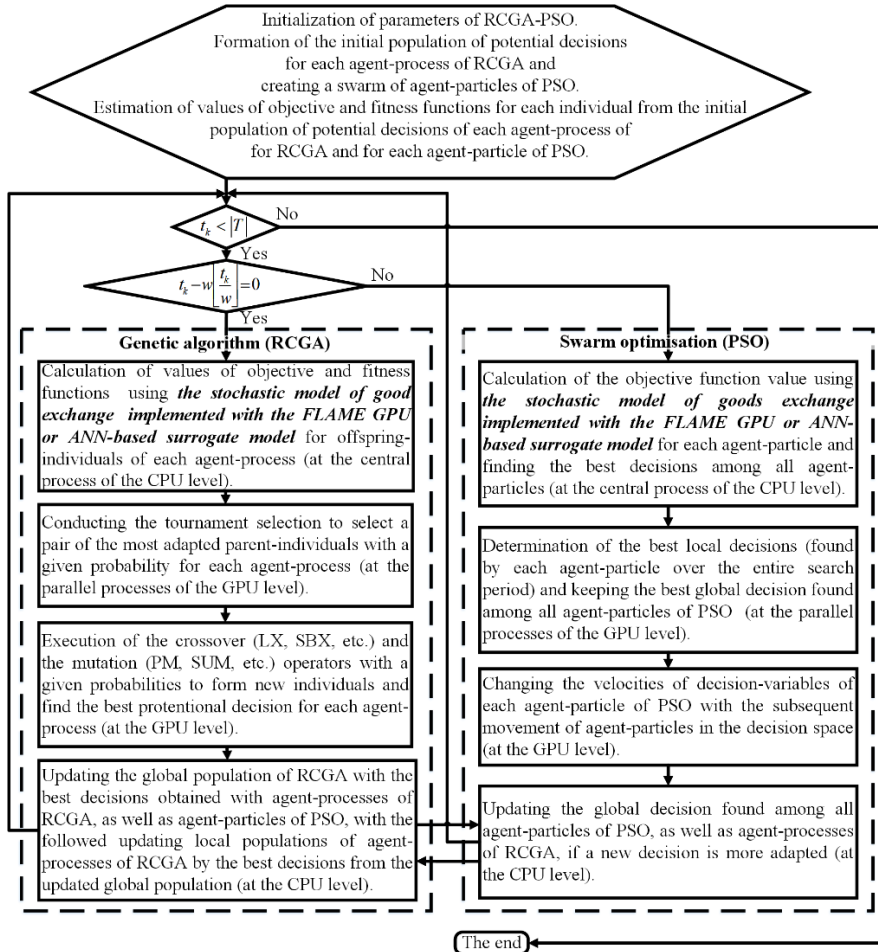 Initialization of parameters of RCGA-PSO.
Formation of the initial population of potential decisions
for each agent-process of RCGA and
creating a swarm of agent-particles of PSO.
Estimation of values of objective and fitness functions for each individual from the initial
population of potential decisions of each agent-process of
for RCGA and for each agent-particle of PSO.
t_k < |T|
No
Yes
t_k − w⌊t_k/w⌋=0
No
Yes
Genetic algorithm (RCGA)
Calculation of values of objective and fitness
functions using the stochastic model of good
exchange implemented with the FLAME GPU
or ANN-based surrogate model for offspring-
individuals of each agent-process (at the central
process of the CPU level).
Conducting the tournament selection to select a
pair of the most adapted parent-individuals with a
given probability for each agent-process (at the
parallel processes of the GPU level).
Execution of the crossover (LX, SBX, etc.) and
the mutation (PM, SUM, etc.) operators with a
given probabilities to form new individuals and
find the best protentional decision for each agent-
process (at the GPU level).
Updating the global population of RCGA with the
best decisions obtained with agent-processes of
RCGA, as well as agent-particles of PSO, with the
followed updating local populations of agent-
processes of RCGA by the best decisions from the
updated global population (at the CPU level).
Swarm optimisation (PSO)
Calculation of the objective function value using
the stochastic model of goods exchange
implemented with the FLAME GPU or ANN-
based surrogate model for each agent-particle and
finding the best decisions among all agent-
particles (at the central process of the CPU level).
Determination of the best local decisions (found
by each agent-particle over the entire search
period) and keeping the best global decision found
among all agent-particles of PSO (at the parallel
processes of the GPU level).
Changing the velocities of decision-variables of
each agent-particle of PSO with the subsequent
movement of agent-particles in the decision space
(at the GPU level).
Updating the global decision found among all
agent-particles of PSO, as well as agent-processes
of RCGA, if a new decision is more adapted (at
the CPU level).
The end